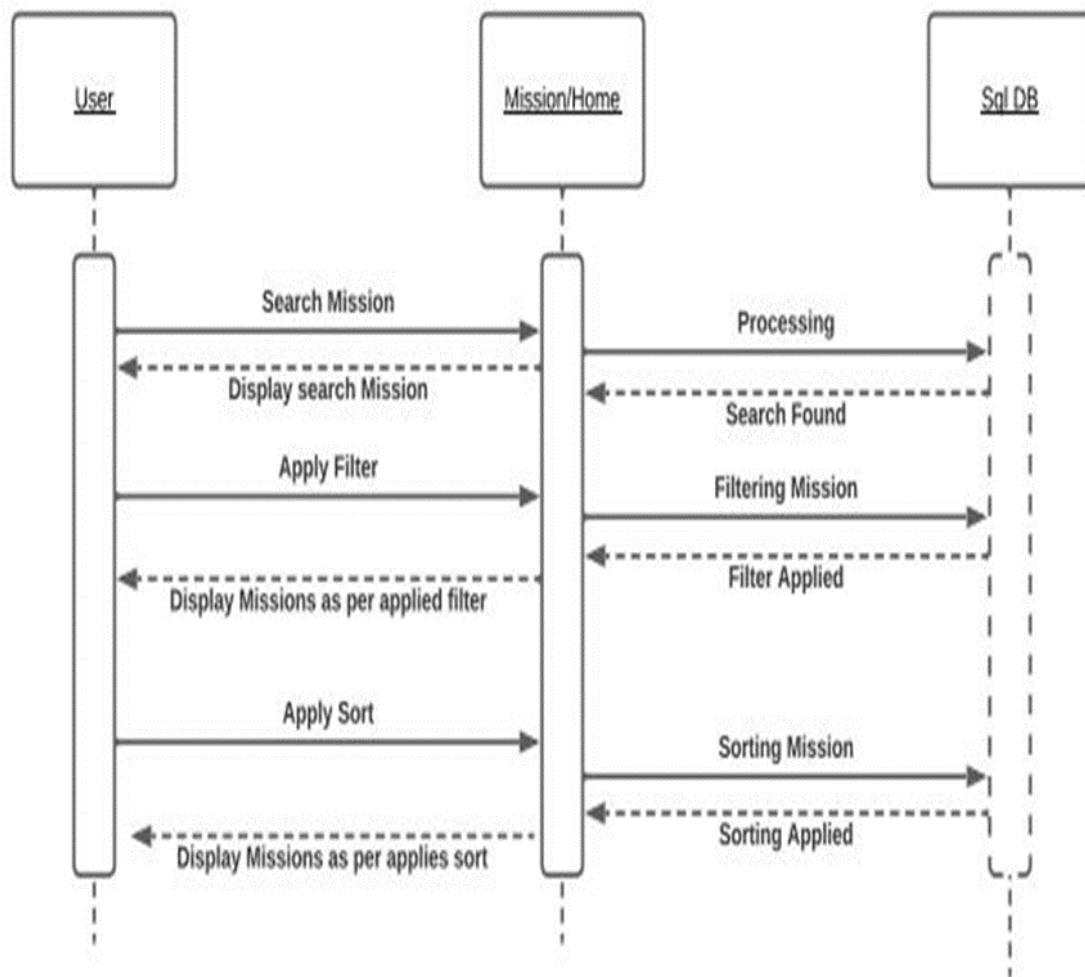 User
Mission/Home
Sql DB
Search Mission
Processing
Display search Mission
Search Found
Apply Filter
Filtering Mission
Filter Applied
Display Missions as per applied filter
Apply Sort
Sorting Mission
Sorting Applied
Display Missions as per applies sort